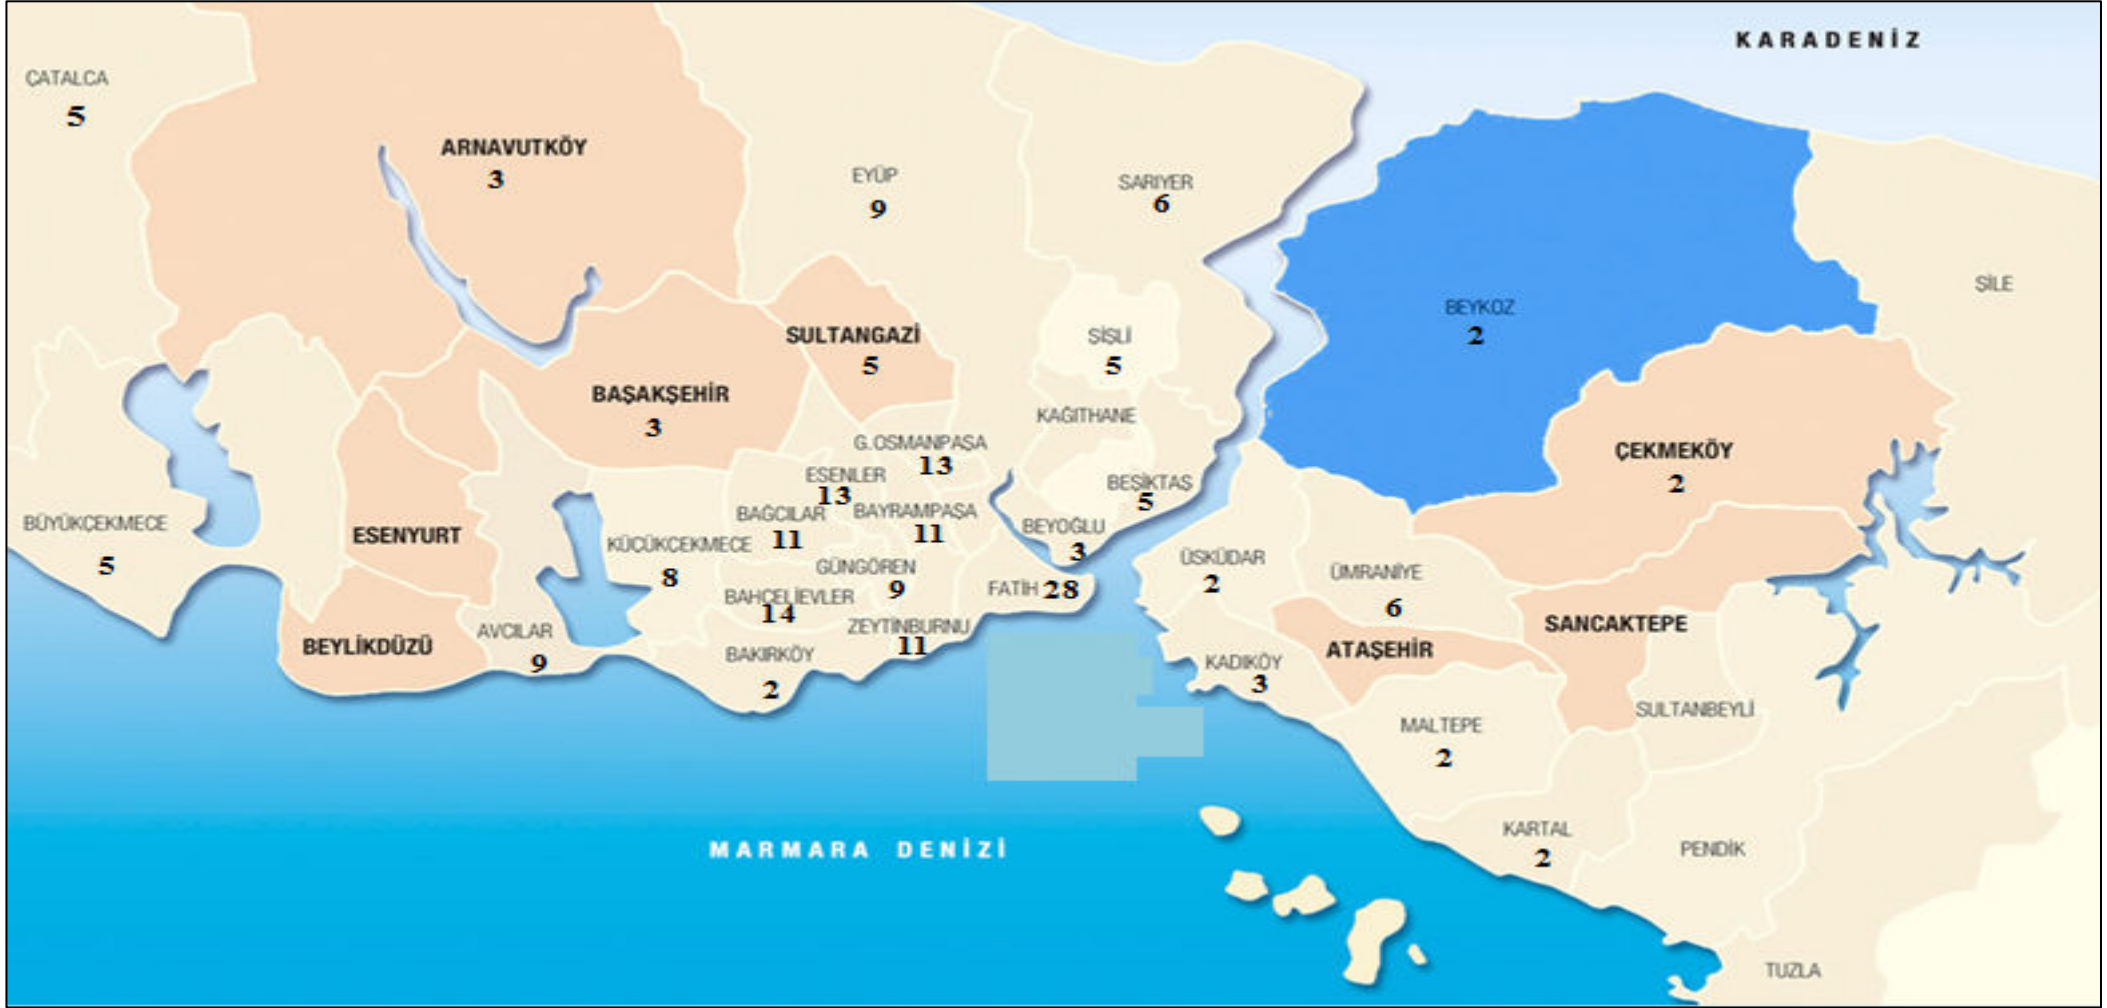 KARADENİZ
ÇATALCA
5
ARNAVUTKÖY
3
EYÜP
9
SARIYER
6
BEYKOZ
2
ŞİLE
SULTANGAZİ
5
ŞİŞLİ
5
BAŞAKŞEHİR
3
KAĞITHANE
G.OSMANPAŞA
13
ÇEKMEKÖY
2
ESENLER
13
BEŞİKTAŞ
5
BAĞCILAR
11
BAYRAMPAŞA
11
BEYOĞLU
3
BÜYÜKÇEKMECE
5
ESENYURT
KÜÇÜKÇEKMECE
8
GÜNGÖREN
9
FATİH 28
ÜSKÜDAR
2
ÜMRANİYE
6
BAHÇELİEVLER
14
ZEYTİNBURNU
11
SANCAKTEPE
BEYLİKDÜZÜ
AVCILAR
9
BAKIRKÖY
2
KADIKÖY
3
ATAŞEHİR
SULTANBEYLİ
MALTEPE
2
KARTAL
2
PENDİK
MARMARA DENİZİ
TUZLA